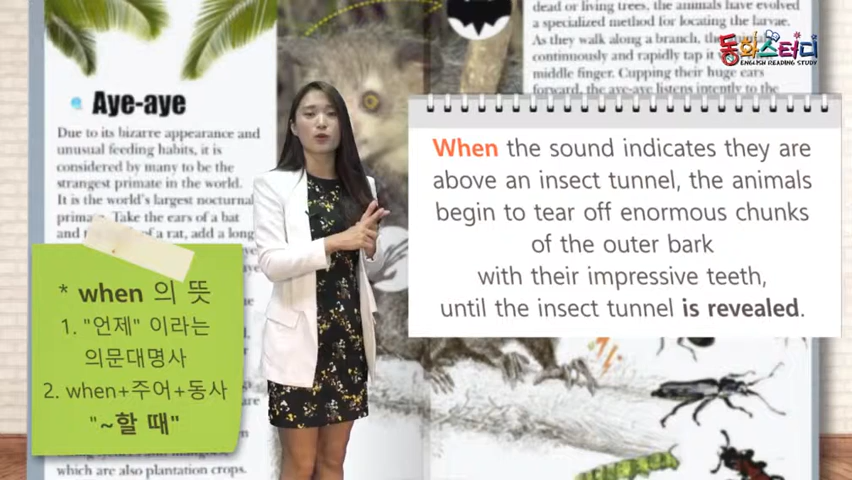 dead or living trees, the animals have evolved
a specialized method for locating the larvae.
As they walk along a branch, the
continuously and rapidly tap it
middle finger. Cupping their huge ears
forward, the aye-aye listens intently to the
동화스터디
ENGLISH READING STUDY
Aye-aye
Due to its bizarre appearance and
unusual feeding habits, it is
considered by many to be the
strangest primate in the world.
It is the world's largest nocturnal
Take the ears of a bat
of a rat, add a long
When the sound indicates they are
above an insect tunnel, the animals
begin to tear off enormous chunks
of the outer bark
with their impressive teeth,
until the insect tunnel is revealed.
* when 의 뜻
1. "언제" 이라는
의문대명사
2. when+주어+동사
"~할 때"
which are also plantation crops.